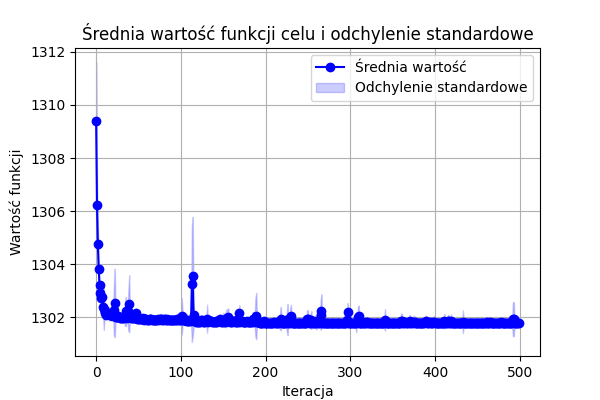 Średnia wartość funkcji celu i odchylenie standardowe
Średnia wartość
Odchylenie standardowe
Wartość funkcji
1312
1310
1308
1306
1304
1302
0 100 200 300 400 500
Iteracja